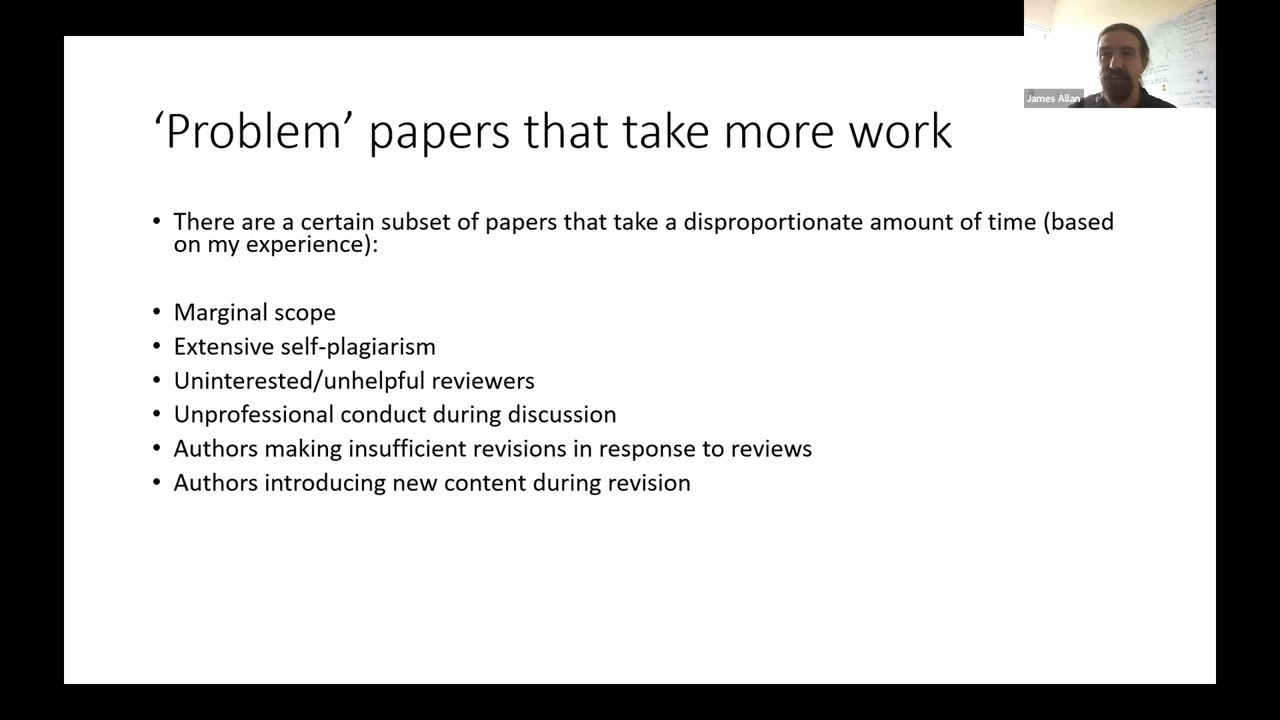 James Allan
‘Problem’ papers that take more work
• There are a certain subset of papers that take a disproportionate amount of time (based
on my experience):
• Marginal scope
• Extensive self-plagiarism
• Uninterested/unhelpful reviewers
• Unprofessional conduct during discussion
• Authors making insufficient revisions in response to reviews
• Authors introducing new content during revision